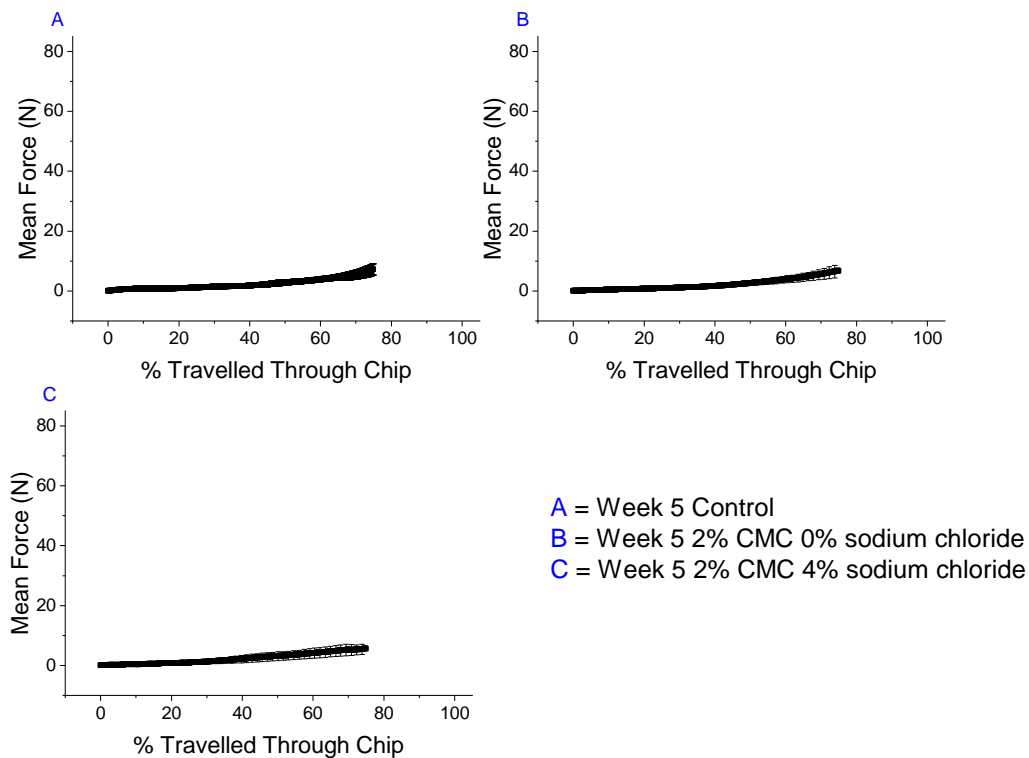 A
80
60
40
20
0
Mean Force (N)
0 20 40 60 80 100
% Travelled Through Chip
B
80
60
40
20
0
Mean Force (N)
0 20 40 60 80 100
% Travelled Through Chip
C
80
60
40
20
0
Mean Force (N)
0 20 40 60 80 100
% Travelled Through Chip
A = Week 5 Control
B = Week 5 2% CMC 0% sodium chloride
C = Week 5 2% CMC 4% sodium chloride